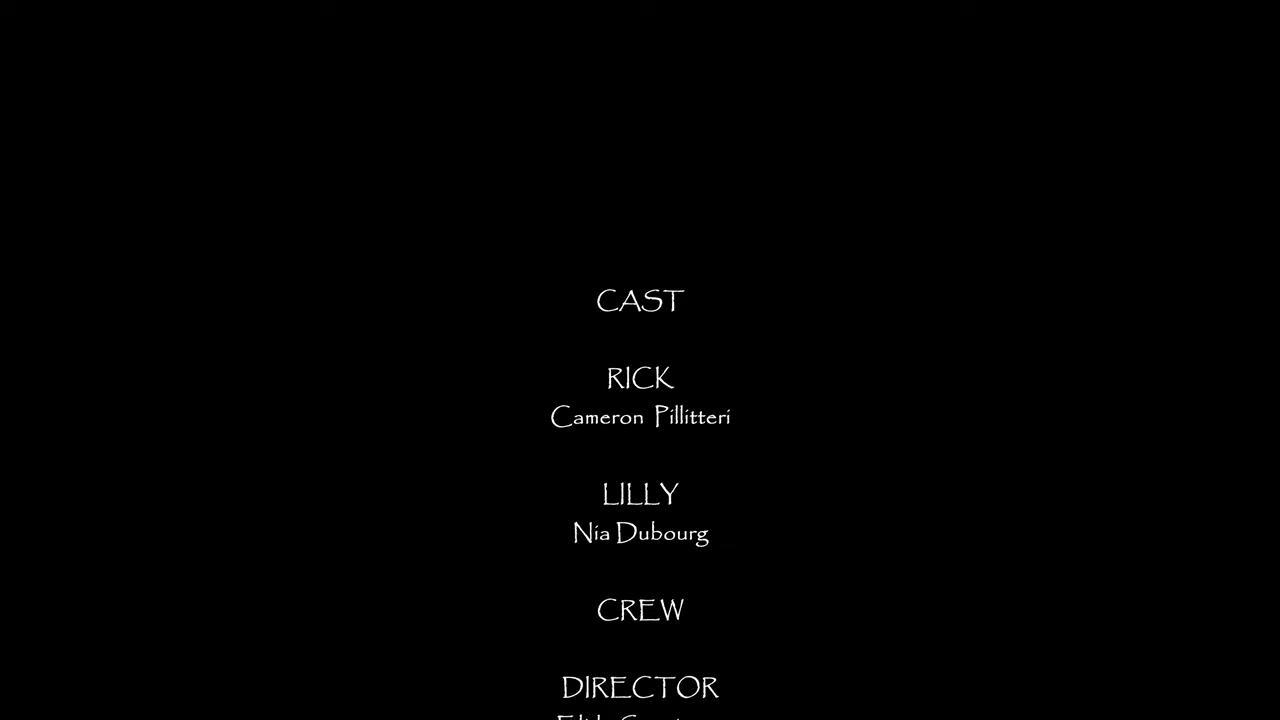 CAST
RICK
Cameron Pillitteri
LILLY
Nia Dubourg
CREW
DIRECTOR